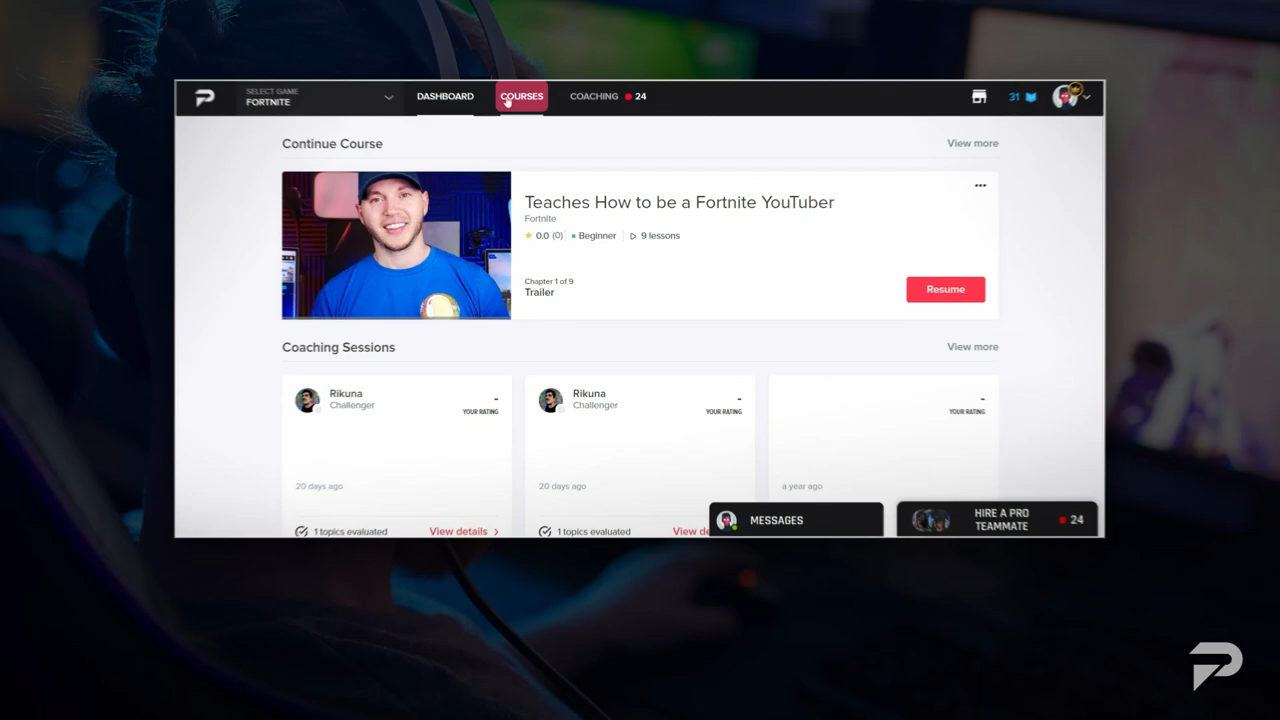 SELECT GAME
FORTNITE
DASHBOARD
COURSES
COACHING 24
31
Continue Course
View more
Teaches How to be a Fortnite YouTuber
Fortnite
0.0 (0) Beginner 9 lessons
Chapter 1 of 9
Trailer
Resume
Coaching Sessions
View more
Rikuna
Challenger
-
YOUR RATING
20 days ago
1 topics evaluated
View details
Rikuna
Challenger
-
YOUR RATING
20 days ago
1 topics evaluated
View de
-
YOUR RATING
a year ago
MESSAGES
HIRE A PRO
TEAMMATE
24